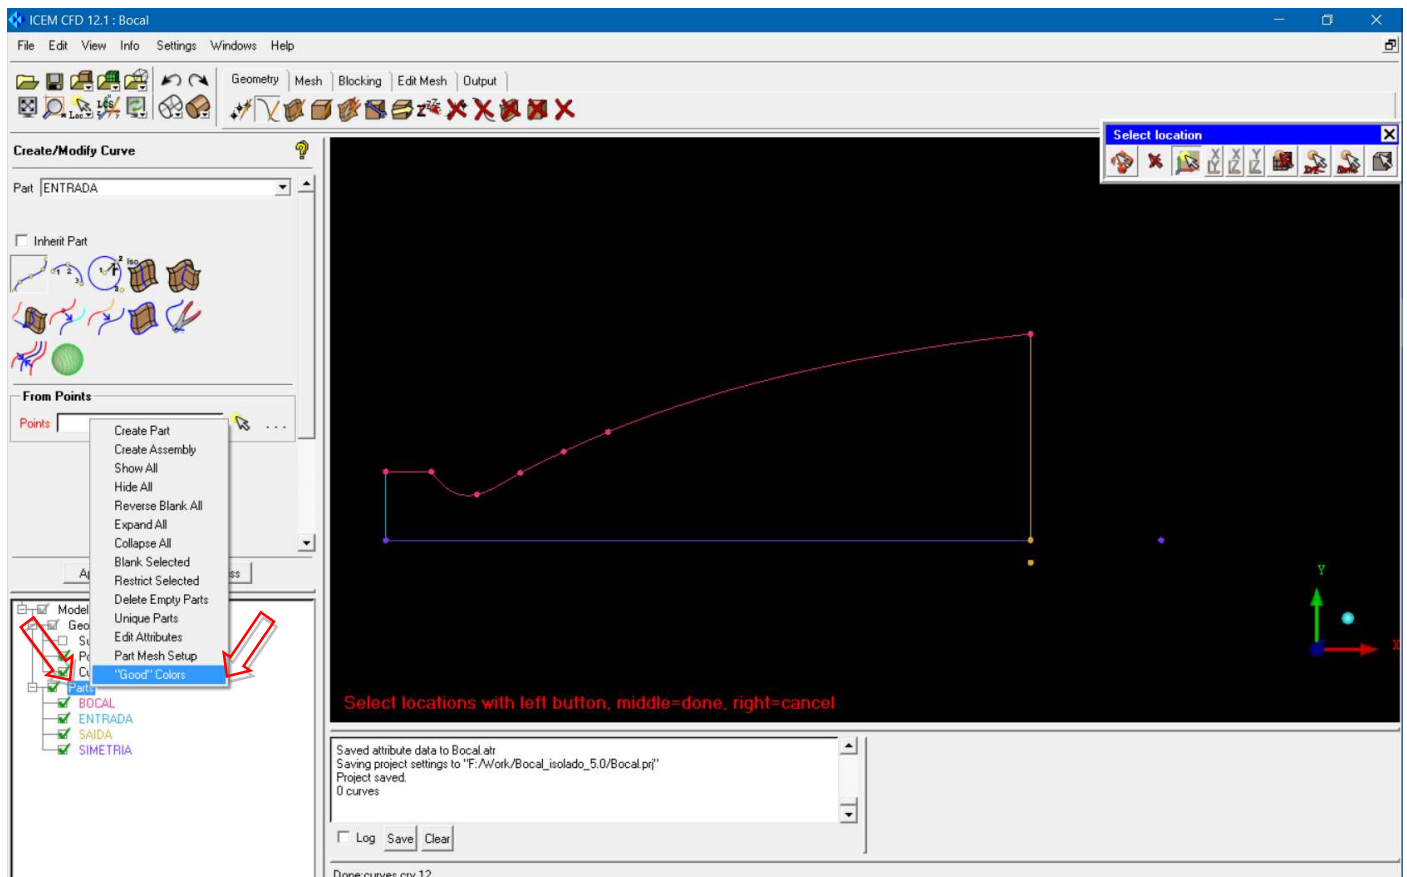 ICEM CFD 12.1 : Bocal
File Edit View Info Settings Windows Help
Geometry Mesh Blocking Edit Mesh Output
Select location
Create/Modify Curve
Part ENTRADA
Inherit Part
From Points
Points
...
Create Part
Create Assembly
Show All
Hide All
Reverse Blank All
Expand All
Collapse All
Blank Selected
Restrict Selected
Delete Empty Parts
Unique Parts
Edit Attributes
Part Mesh Setup
"Good" Colors
Model
Parts
BOCAL
ENTRADA
SAIDA
SIMETRIA
Y
X
Select locations with left button, middle=done, right=cancel
Saved attribute data to Bocal.atr
Saving project settings to "F:/Work/Bocal_isolado_5.0/Bocal.prj"
Project saved.
0 curves
Log Save Clear
Done:curves crv.12